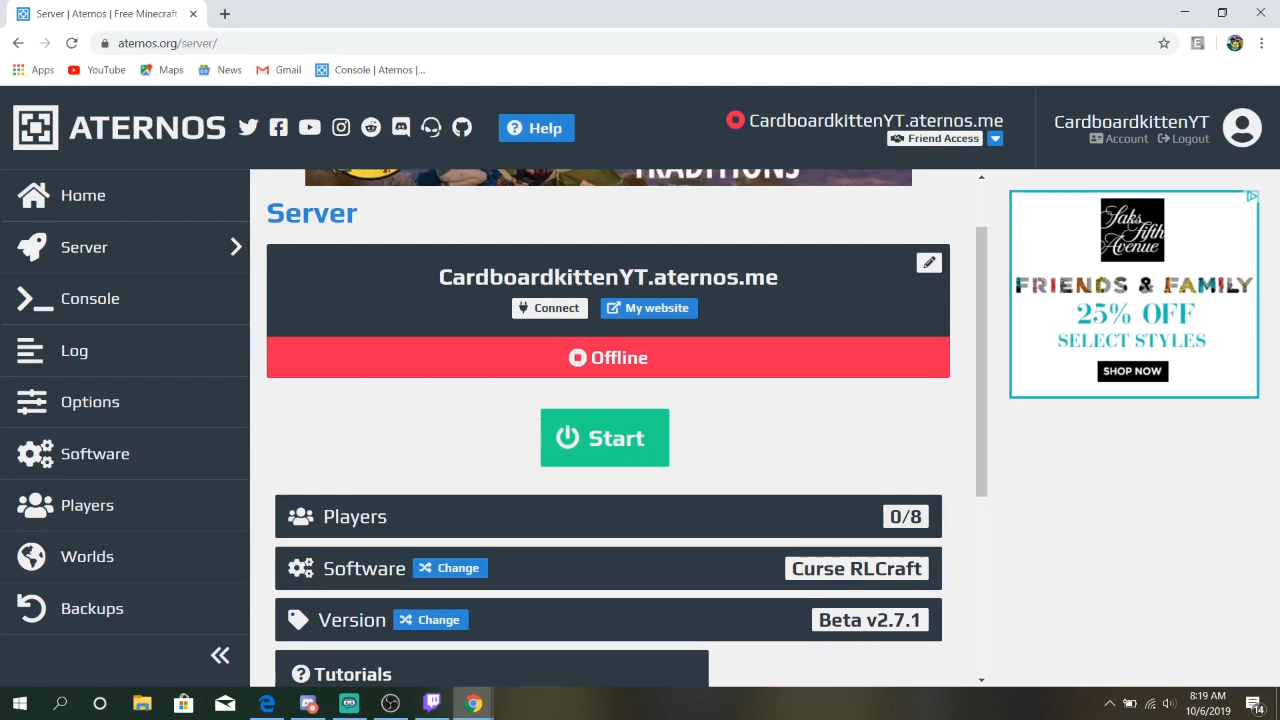 Server | Aternos | Free Minecraft
aternos.org/server/
Apps YouTube Maps News Gmail Console | Aternos |...
ATERNOS
Help
CardboardkittenYT.aternos.me
Friend Access
CardboardkittenYT
Account Logout
Home
Server
Console
Log
Options
Software
Players
Worlds
Backups
TRADITIONS
Server
CardboardkittenYT.aternos.me
Connect My website
Offline
Start
Players 0/8
Software Change Curse RLCraft
Version Change Beta v2.7.1
Tutorials
Saks
Fifth
Avenue
FRIENDS & FAMILY
25% OFF
SELECT STYLES
SHOP NOW
8:19 AM
10/6/2019
14